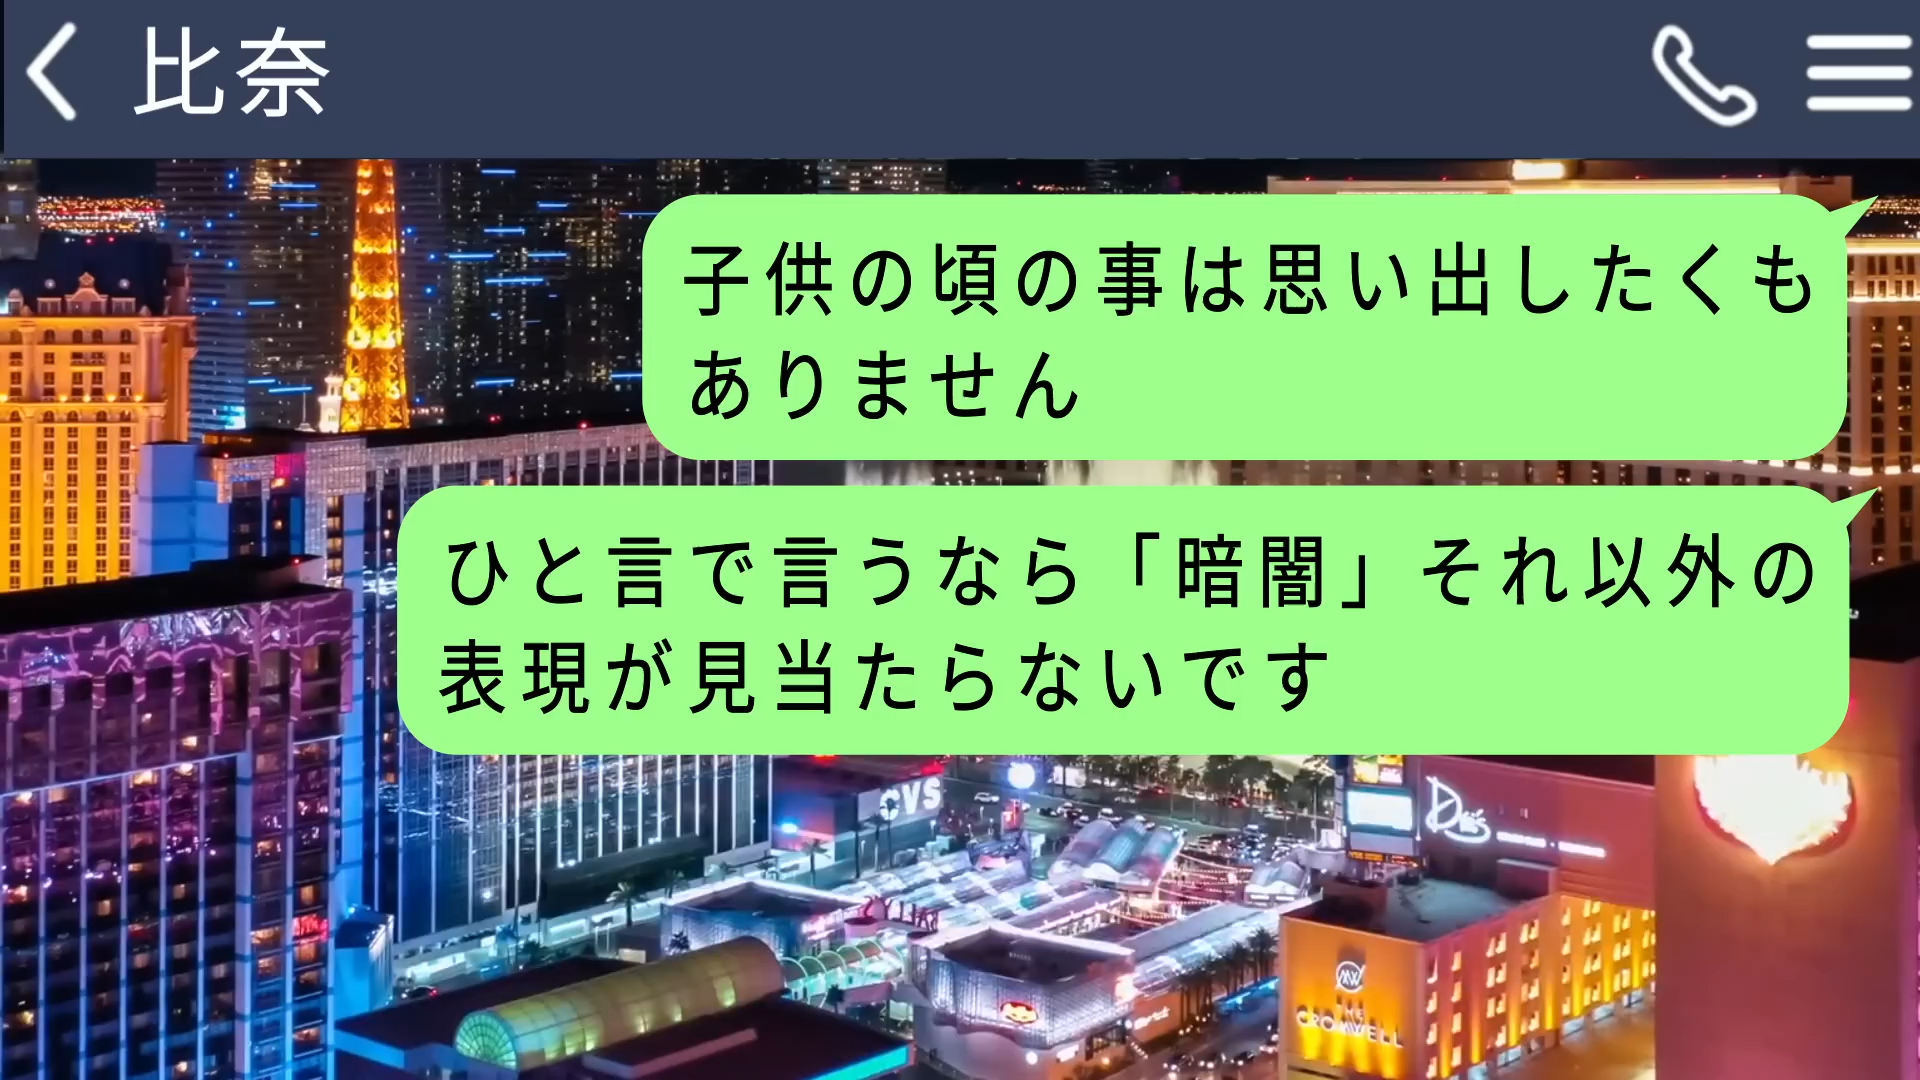 比奈
子供の頃の事は思い出したくも
ありません
ひと言で言うなら「暗闇」それ以外の
表現が見当たらないです
CVS
THE
CROMWELL